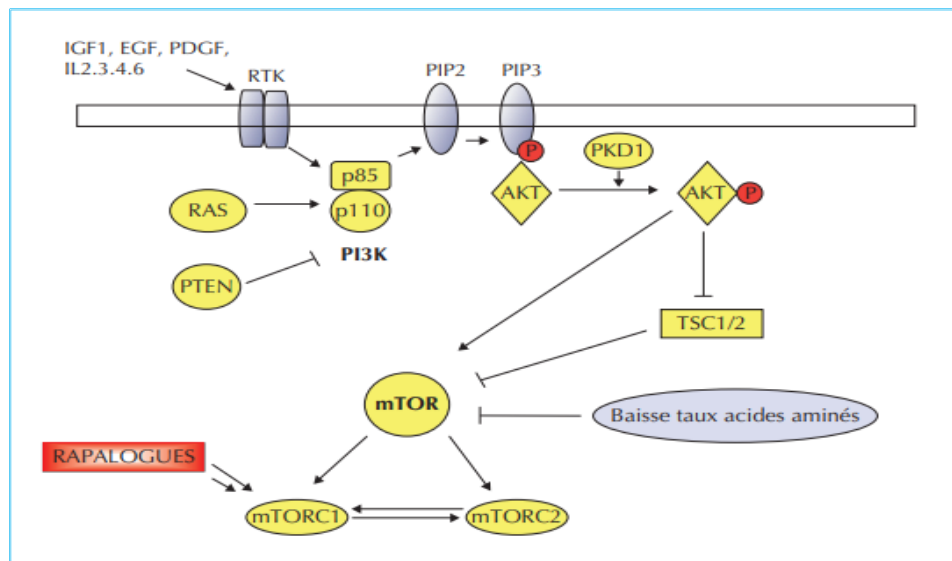 IGF1, EGF, PDGF,
IL2.3.4.6
RTK
PIP2
PIP3
P
PKD1
p85
AKT
AKT
P
RAS
p110
PI3K
PTEN
TSC1/2
mTOR
Baisse taux acides aminés
RAPALOGUES
mTORC1
mTORC2